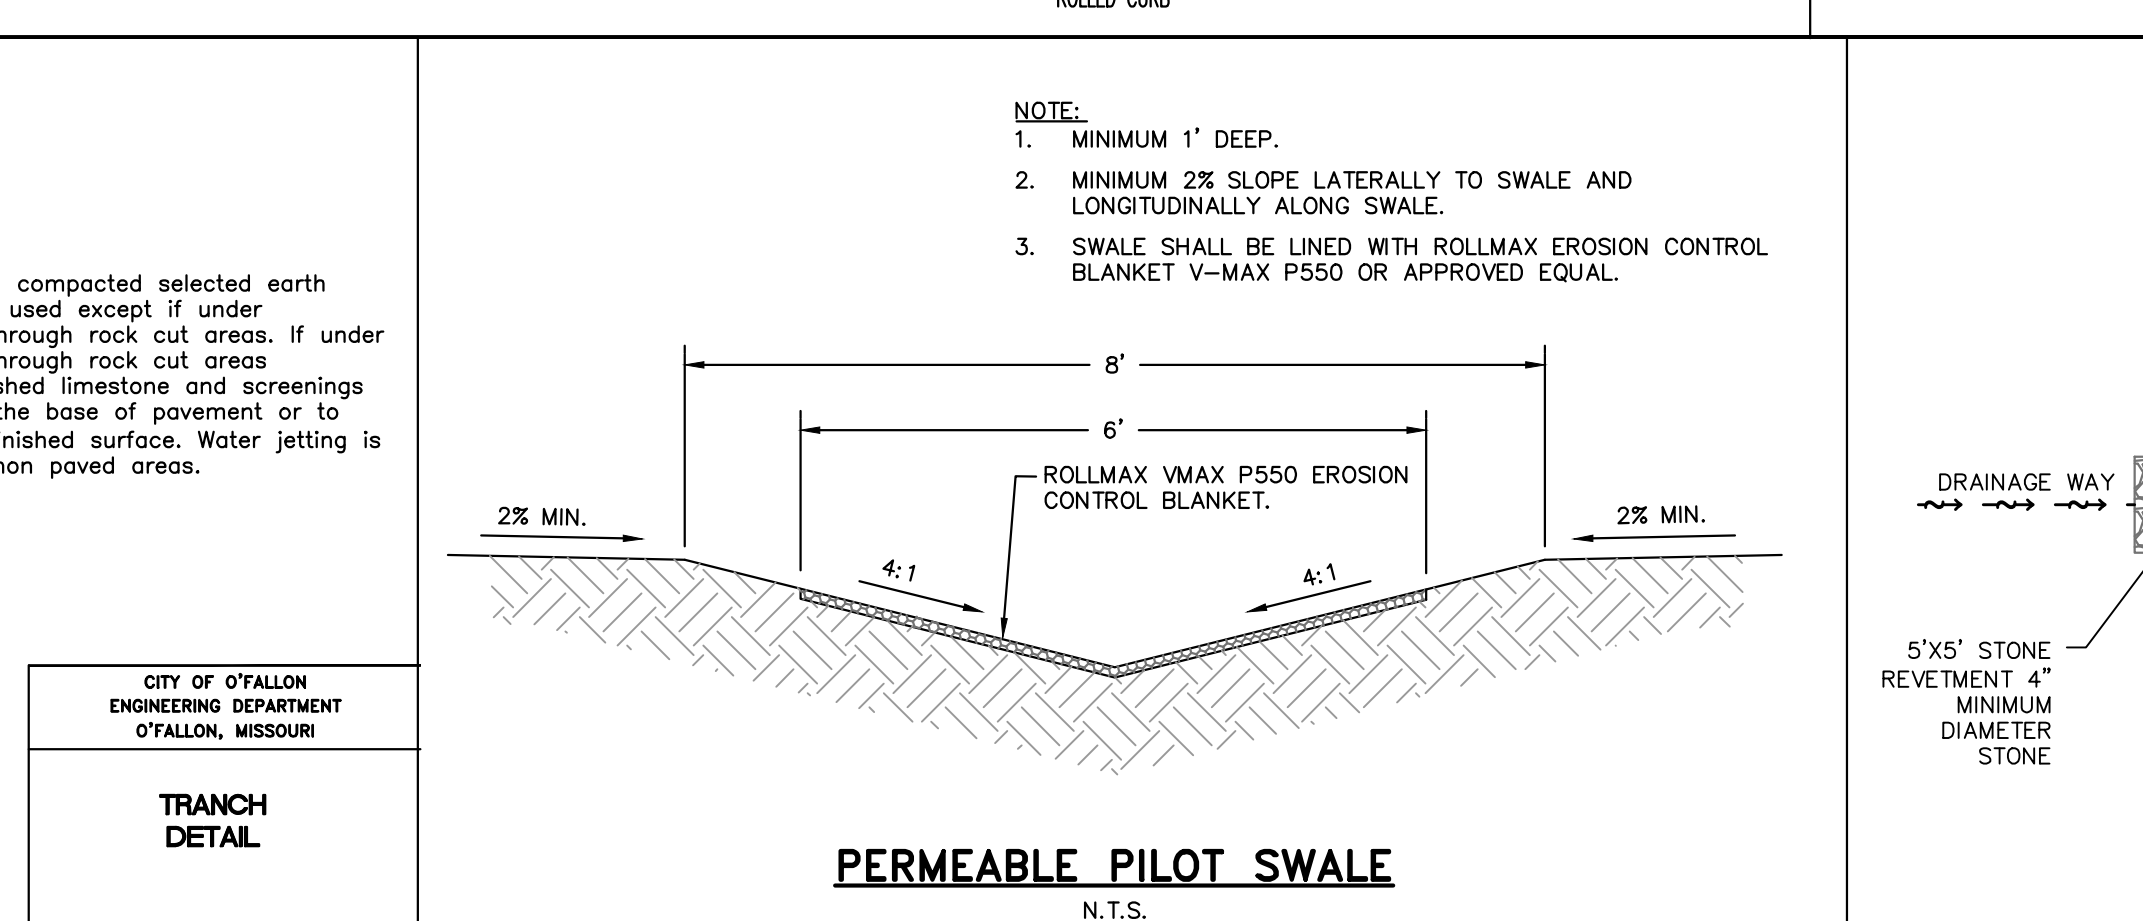 ROLLED CURB
compacted selected earth
used except if under
hrough rock cut areas. If under
hrough rock cut areas
shed limestone and screenings
the base of pavement or to
inished surface. Water jetting is
non paved areas.
CITY OF O'FALLON
ENGINEERING DEPARTMENT
O'FALLON, MISSOURI
TRANCH
DETAIL
NOTE:
1. MINIMUM 1' DEEP.
2. MINIMUM 2% SLOPE LATERALLY TO SWALE AND
LONGITUDINALLY ALONG SWALE.
3. SWALE SHALL BE LINED WITH ROLLMAX EROSION CONTROL
BLANKET V-MAX P550 OR APPROVED EQUAL.
8'
6'
ROLLMAX VMAX P550 EROSION
CONTROL BLANKET.
2% MIN.
2% MIN.
4:1
4:1
PERMEABLE PILOT SWALE
N.T.S.
DRAINAGE WAY
5'X5' STONE
REVETMENT 4"
MINIMUM
DIAMETER
STONE